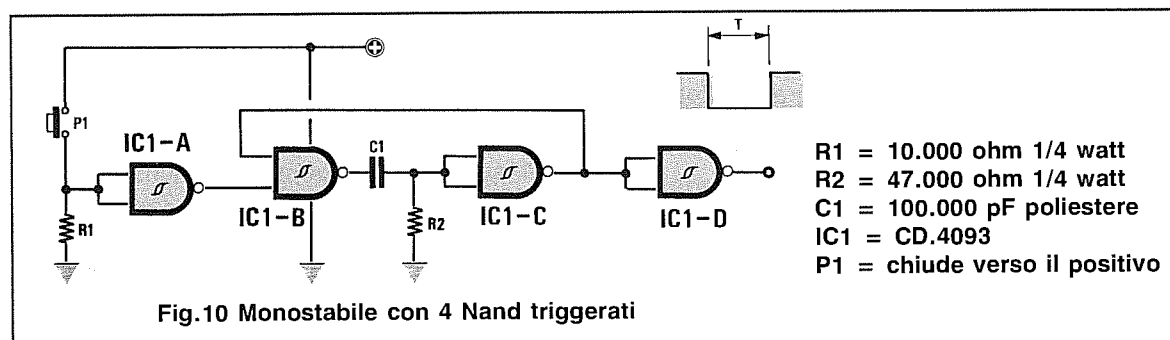 T
P1
IC1-A
C1
R1
IC1-B
R2
IC1-C
IC1-D
R1 = 10.000 ohm 1/4 watt
R2 = 47.000 ohm 1/4 watt
C1 = 100.000 pF poliestere
IC1 = CD.4093
P1 = chiude verso il positivo
Fig.10 Monostabile con 4 Nand triggerati